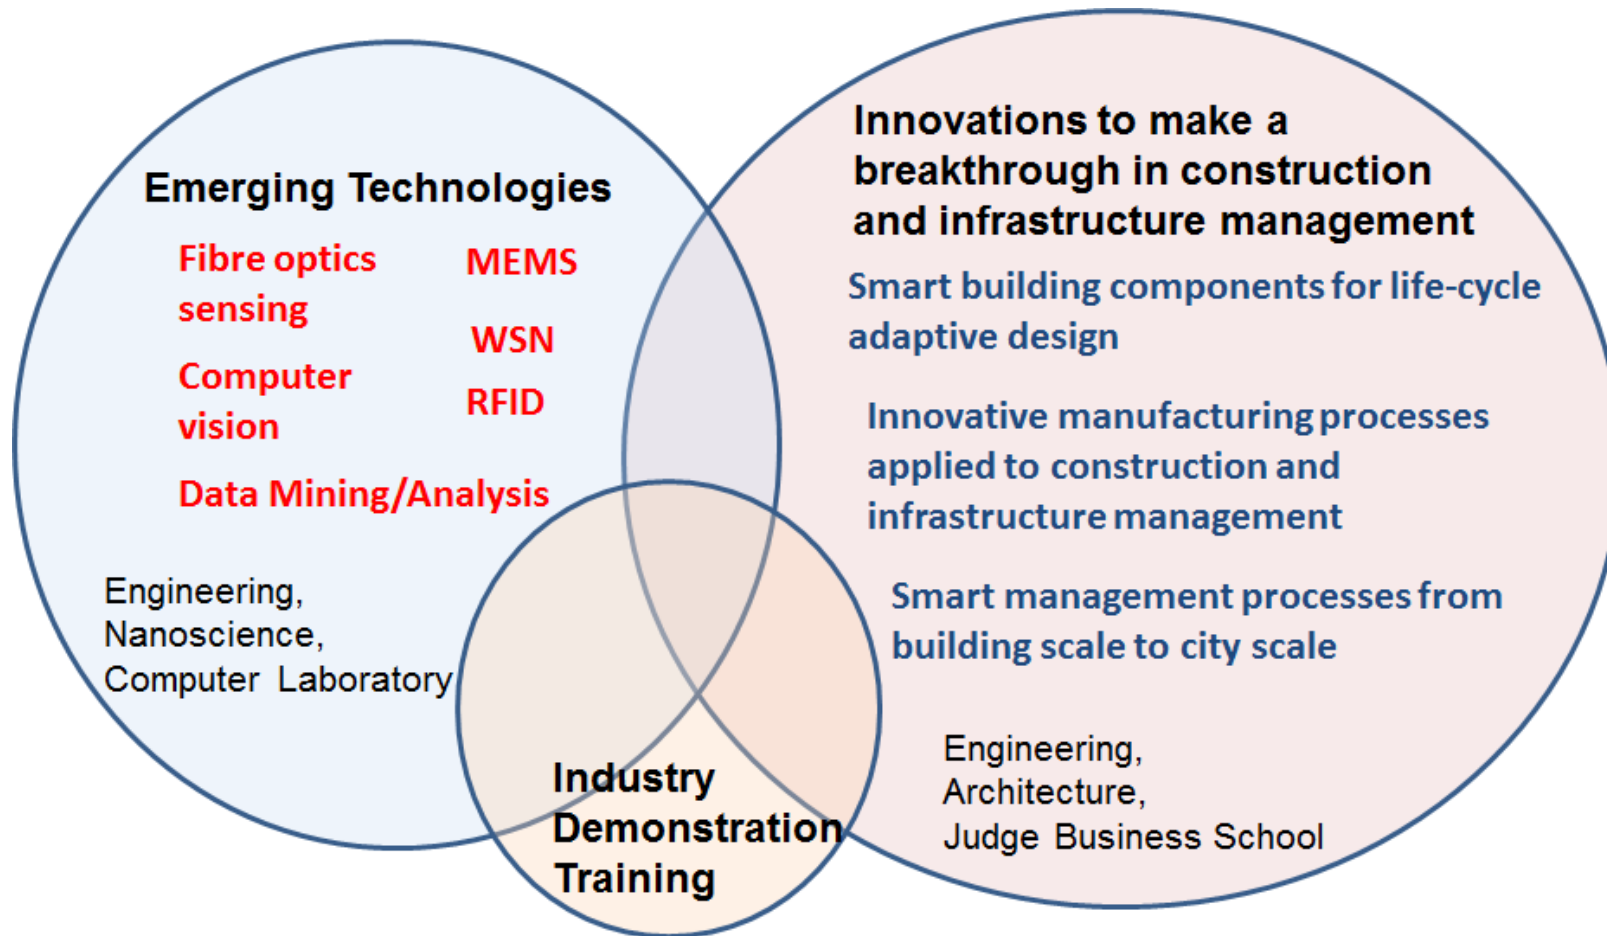 Emerging Technologies
Fibre optics
sensing
MEMS
WSN
Computer
vision
RFID
Data Mining/Analysis
Engineering,
Nanoscience,
Computer Laboratory
Innovations to make a
breakthrough in construction
and infrastructure management
Smart building components for life-cycle
adaptive design
Innovative manufacturing processes
applied to construction and
infrastructure management
Smart management processes from
building scale to city scale
Engineering,
Architecture,
Judge Business School
Industry
Demonstration
Training